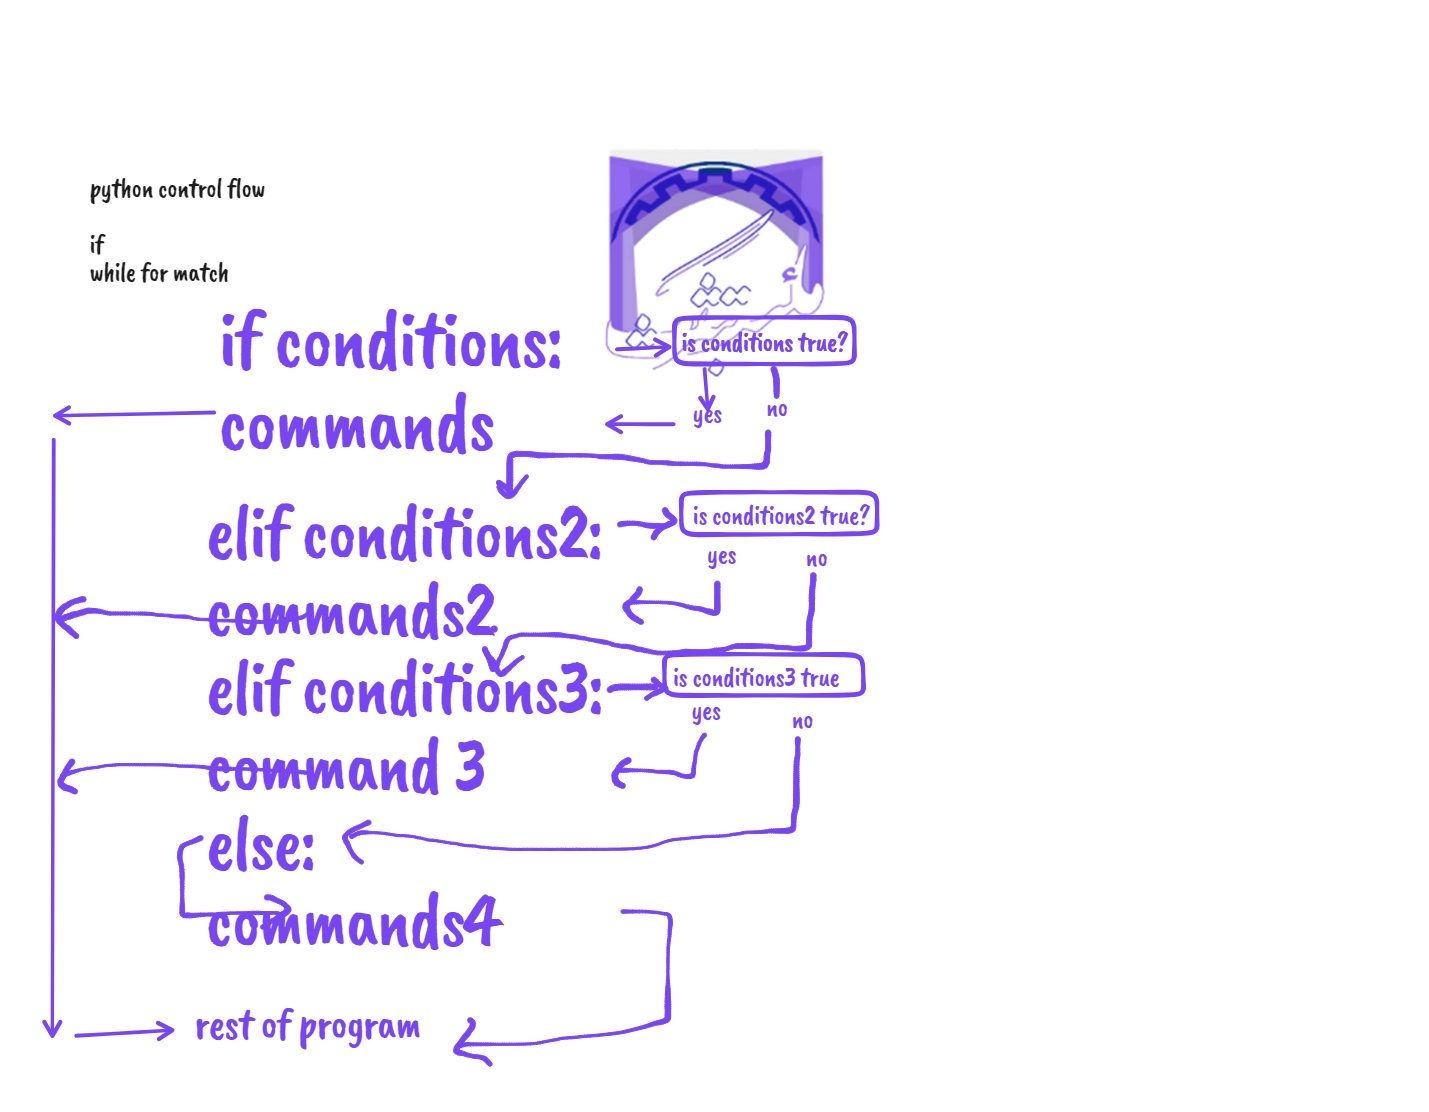 python control flow
if
while for match
if conditions:
is conditions true?
commands
yes
no
elif conditions2:
is conditions2 true?
yes
no
commands2
elif conditions3:
is conditions3 true
yes
no
command 3
else:
commands4
rest of program